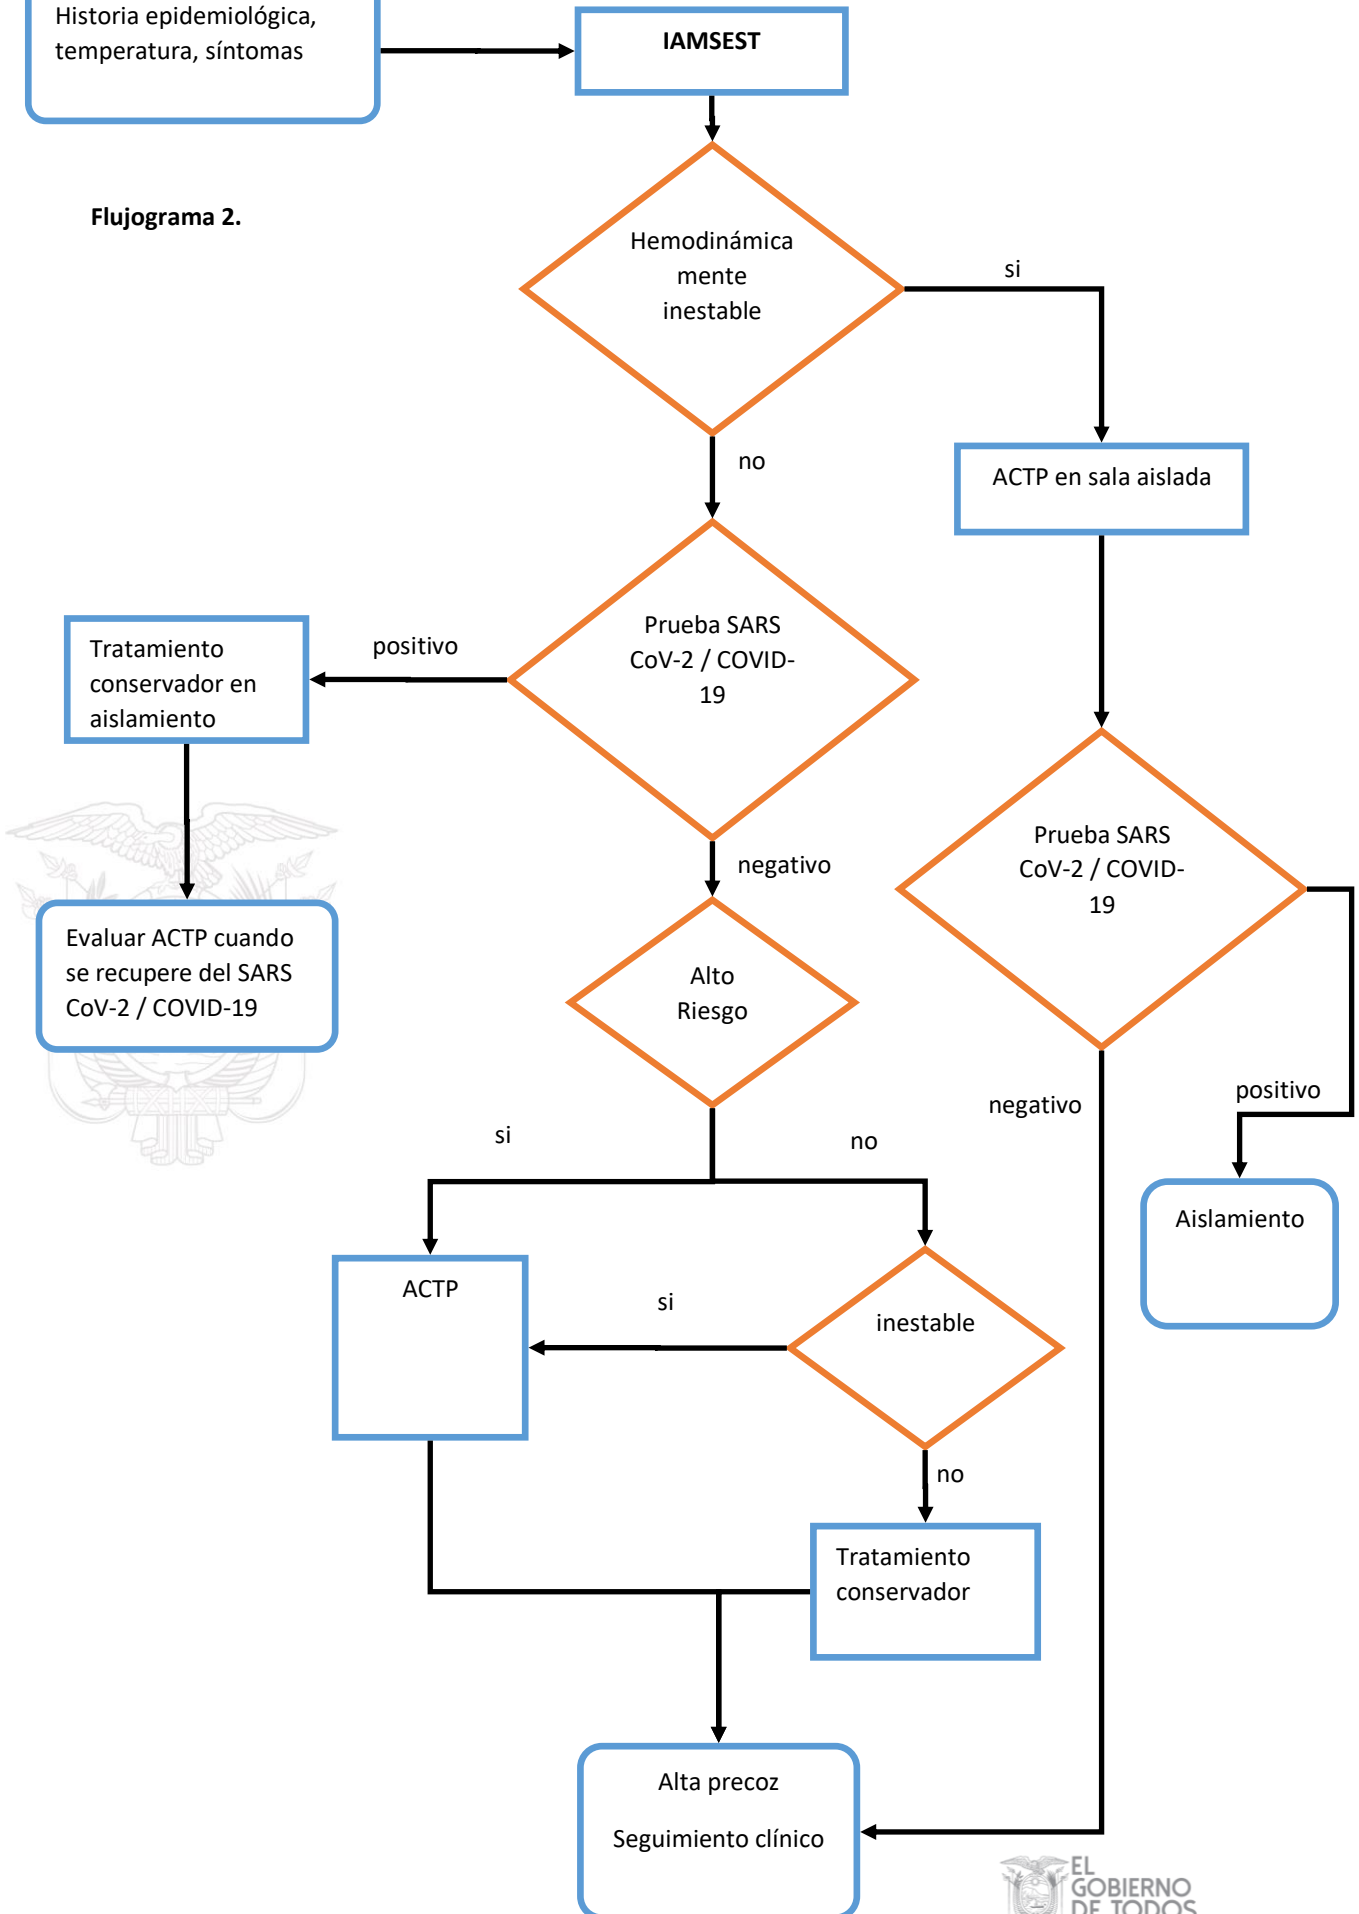 Historia epidemiológica,
temperatura, síntomas
IAMSEST
Flujograma 2.
Hemodinámica
mente
inestable
si
no
ACTP en sala aislada
Prueba SARS
CoV-2 / COVID-
19
positivo
Tratamiento
conservador en
aislamiento
negativo
Evaluar ACTP cuando
se recupere del SARS
CoV-2 / COVID-19
Prueba SARS
CoV-2 / COVID-
19
Alto
Riesgo
negativo
positivo
si
no
Aislamiento
ACTP
si
inestable
no
Tratamiento
conservador
Alta precoz
Seguimiento clínico
EL
GOBIERNO
DE TODOS